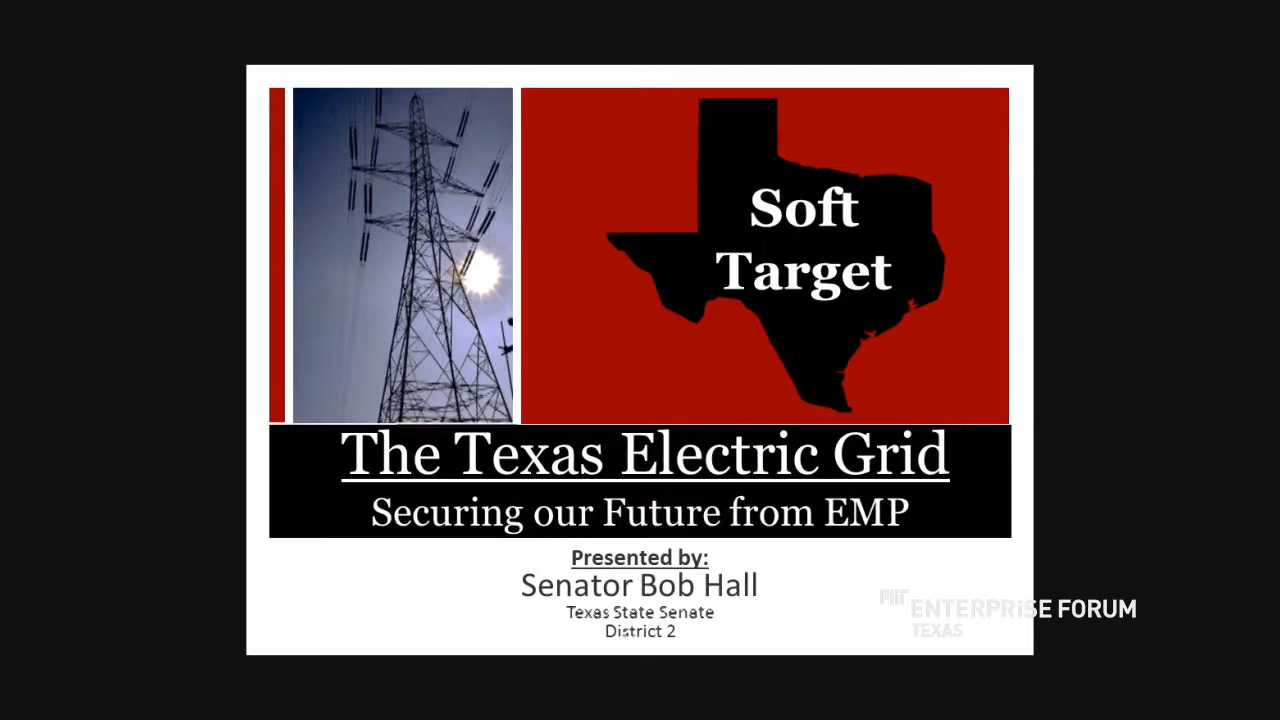 Soft
Target
The Texas Electric Grid
Securing our Future from EMP
Presented by:
Senator Bob Hall
Texas State Senate
District 2
MIT
ENTERPRISE FORUM
TEXAS